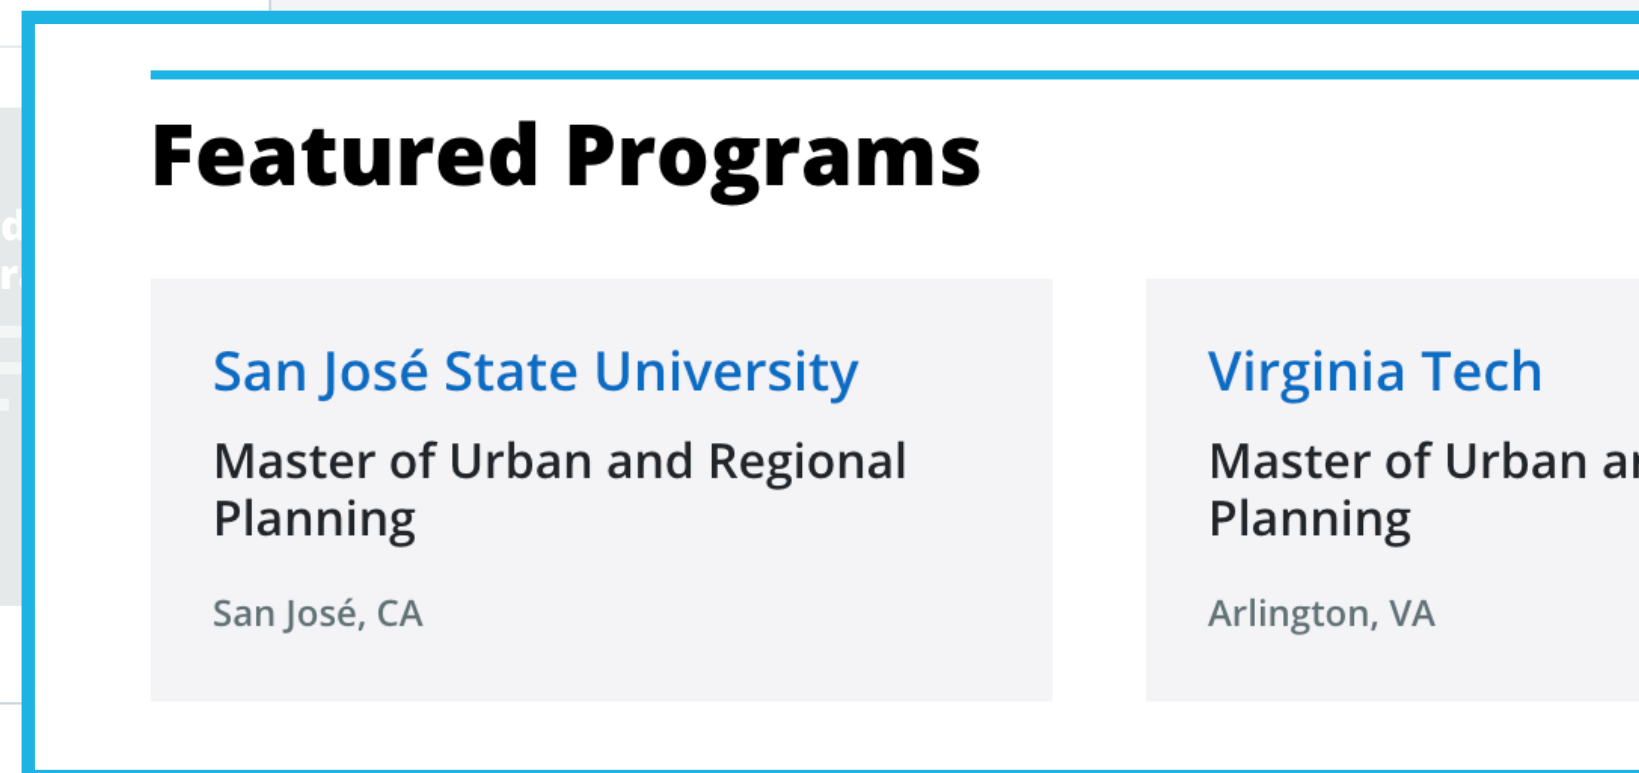 Featured Programs
San José State University
Master of Urban and Regional
Planning
San José, CA
Virginia Tech
Master of Urban
Planning
Arlington, VA